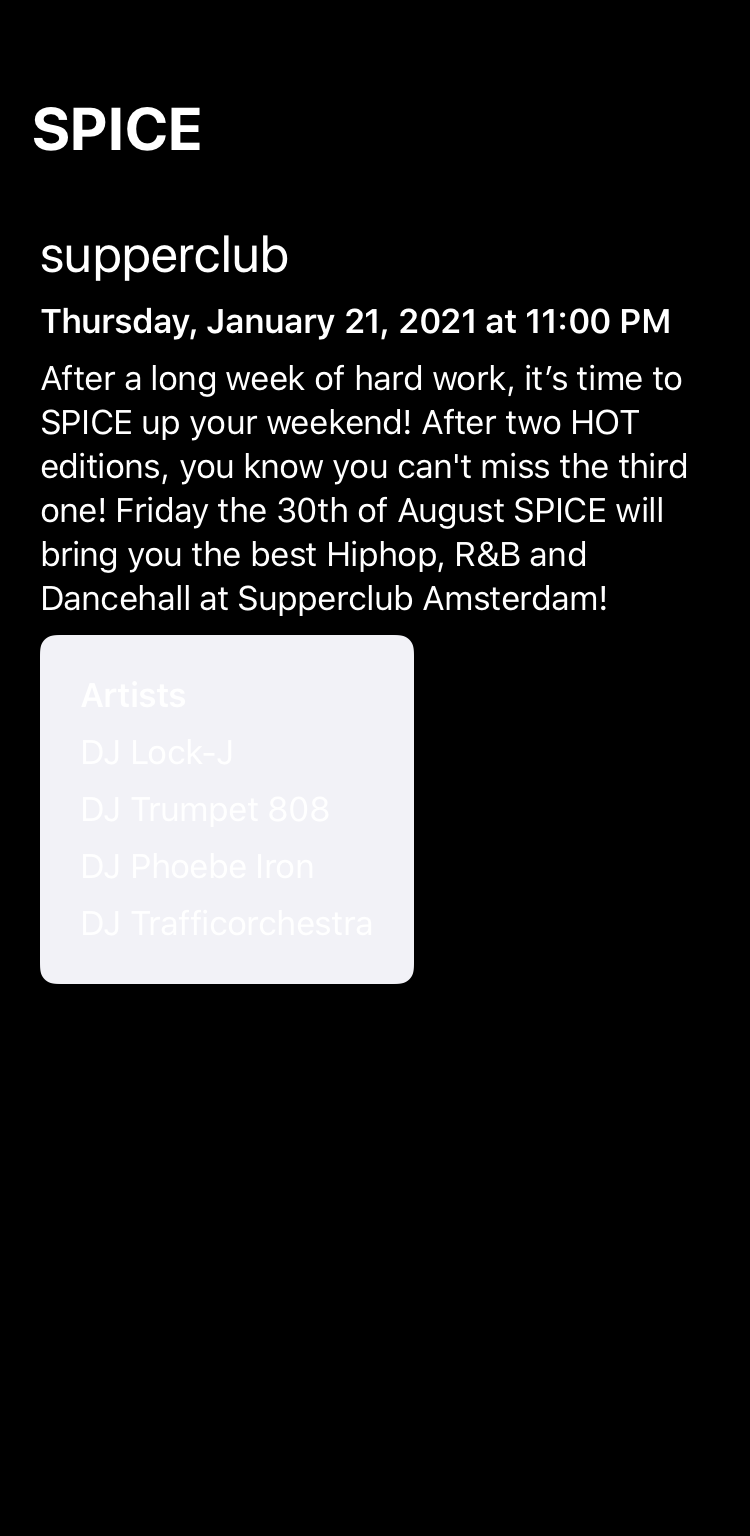 SPICE
supperclub
Thursday, January 21, 2021 at 11:00 PM
After a long week of hard work, it’s time to
SPICE up your weekend! After two HOT
editions, you know you can't miss the third
one! Friday the 30th of August SPICE will
bring you the best Hiphop, R&B and
Dancehall at Supperclub Amsterdam!
Artists
DJ Lock-J
DJ Trumpet 808
DJ Phoebe Iron
DJ Trafficorchestra